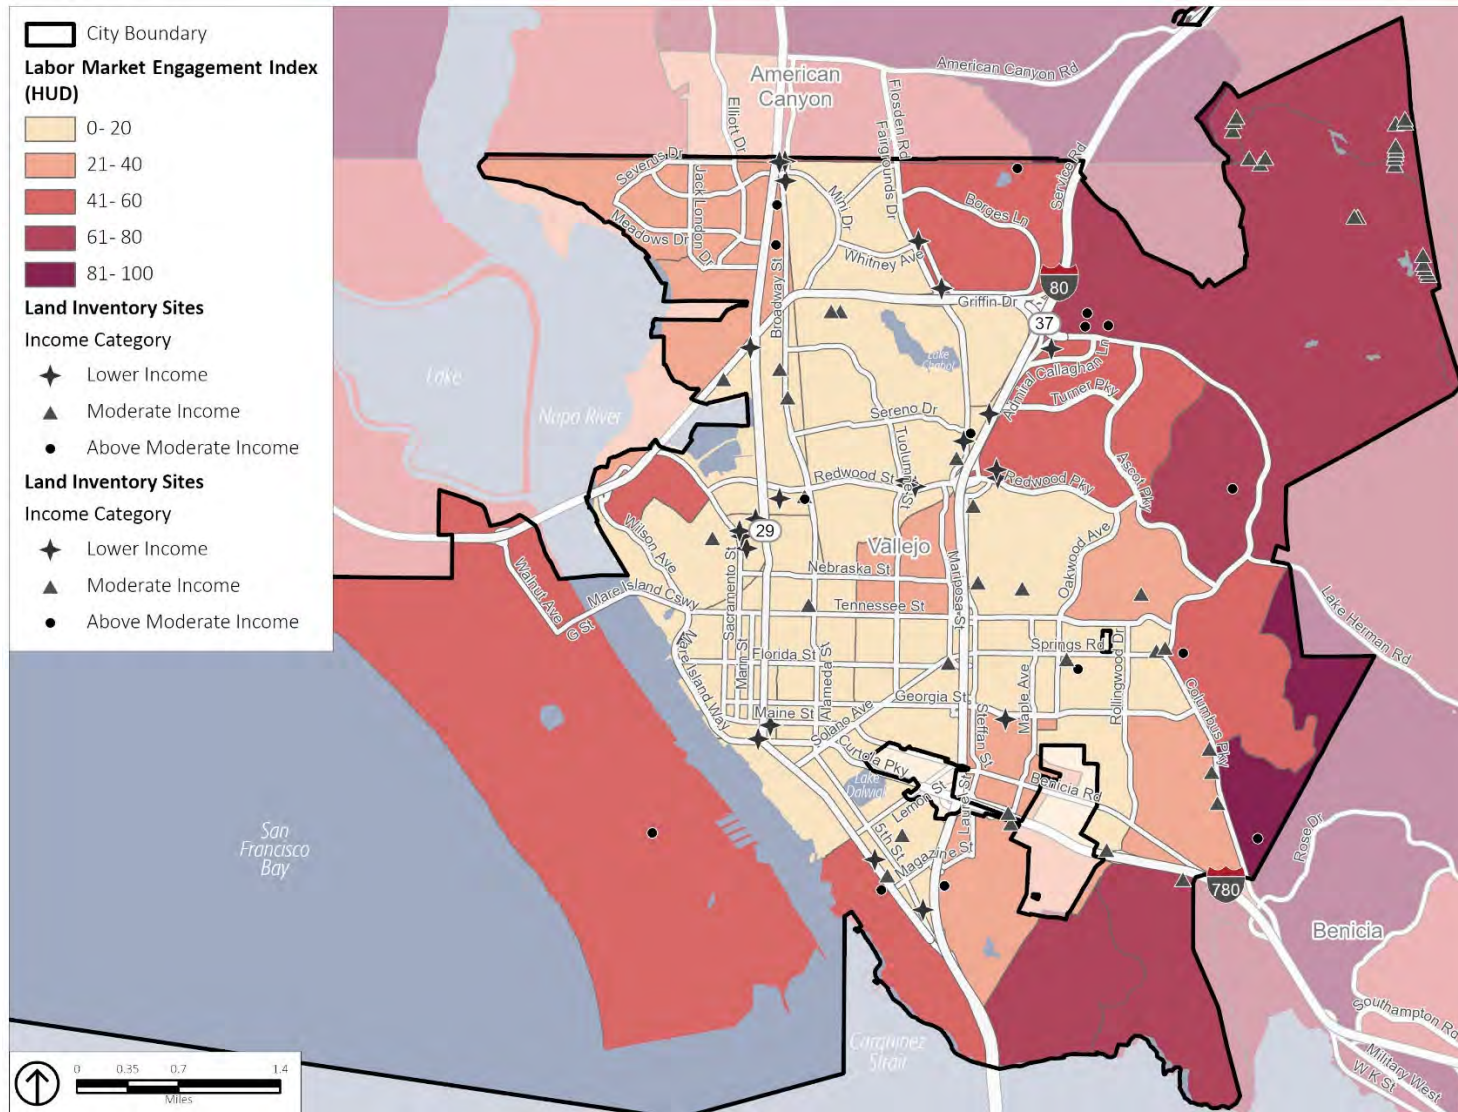 City Boundary
Labor Market Engagement Index
(HUD)
0- 20
21- 40
41- 60
61- 80
81- 100
Land Inventory Sites
Income Category
Lower Income
Moderate Income
Above Moderate Income
Land Inventory Sites
Income Category
Lower Income
Moderate Income
Above Moderate Income
American
Canyon
American Canyon Rd
Elliott Dr
Flosden Rd
Fairgrounds Dr
Service Rd
Severus Dr
Jack London Dr
Meadows Dr
Mini Dr
Borges Ln
Whitney Ave
Broadway St
Griffin Dr
80
37
Lake
Napa River
Lake
Chabot
Admiral Callaghan Ln
Turner Pky
Sereno Dr
Tuolumne St
Ascot Pky
Redwood St
Redwood Pky
Wilson Ave
29
Vallejo
Oakwood Ave
Walnut Ave
G St
Mare Island Cswy
Sacramento St
Nebraska St
Mariposa St
Tennessee St
Lake Herman Rd
Mare Island Way
Marin St
Florida St
Alameda St
Springs Rd
Rollingwood Dr
Maple Ave
Georgia St
Columbus Pky
Maine St
Solano Ave
Steffan St
Curtola Pky
Lake
Dalwigk
Lemon St
Laurel St
Benicia Rd
5th St
Magazine St
Rose Dr
780
San
Francisco
Bay
Benicia
Carquinez
Strait
Southampton Rd
Military West
W K St
0 0.35 0.7 1.4
Miles